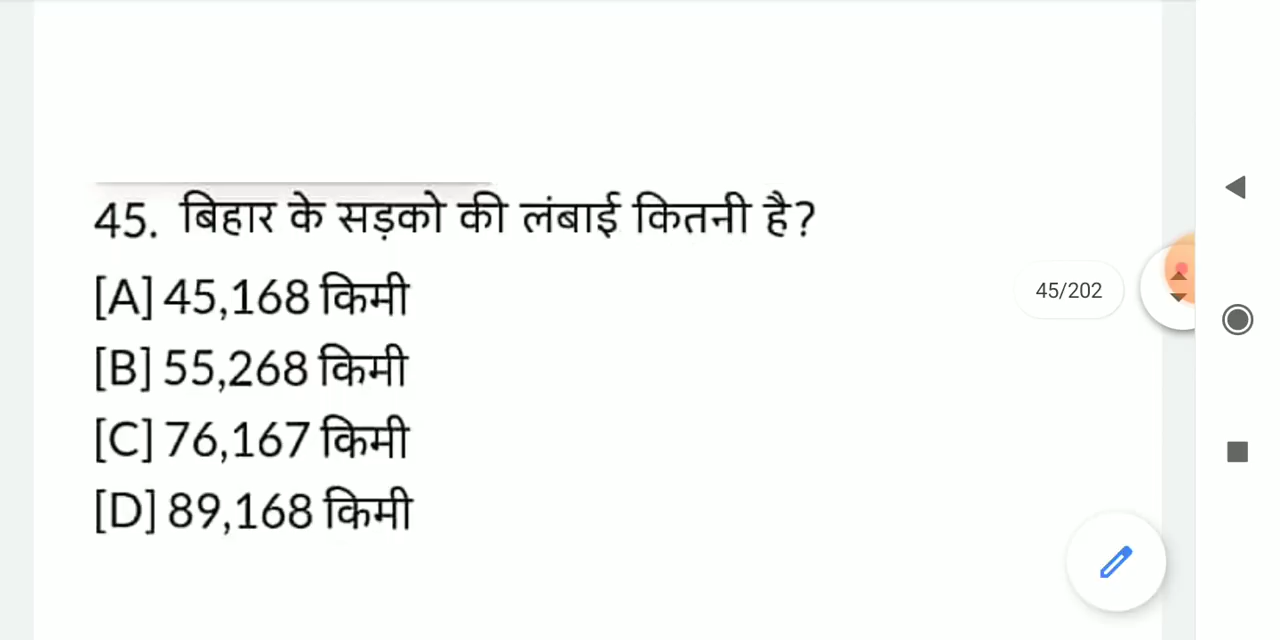 45. बिहार के सड़को की लंबाई कितनी है?
[A] 45,168 किमी
[B] 55,268 किमी
[C] 76,167 किमी
[D] 89,168 किमी
45/202